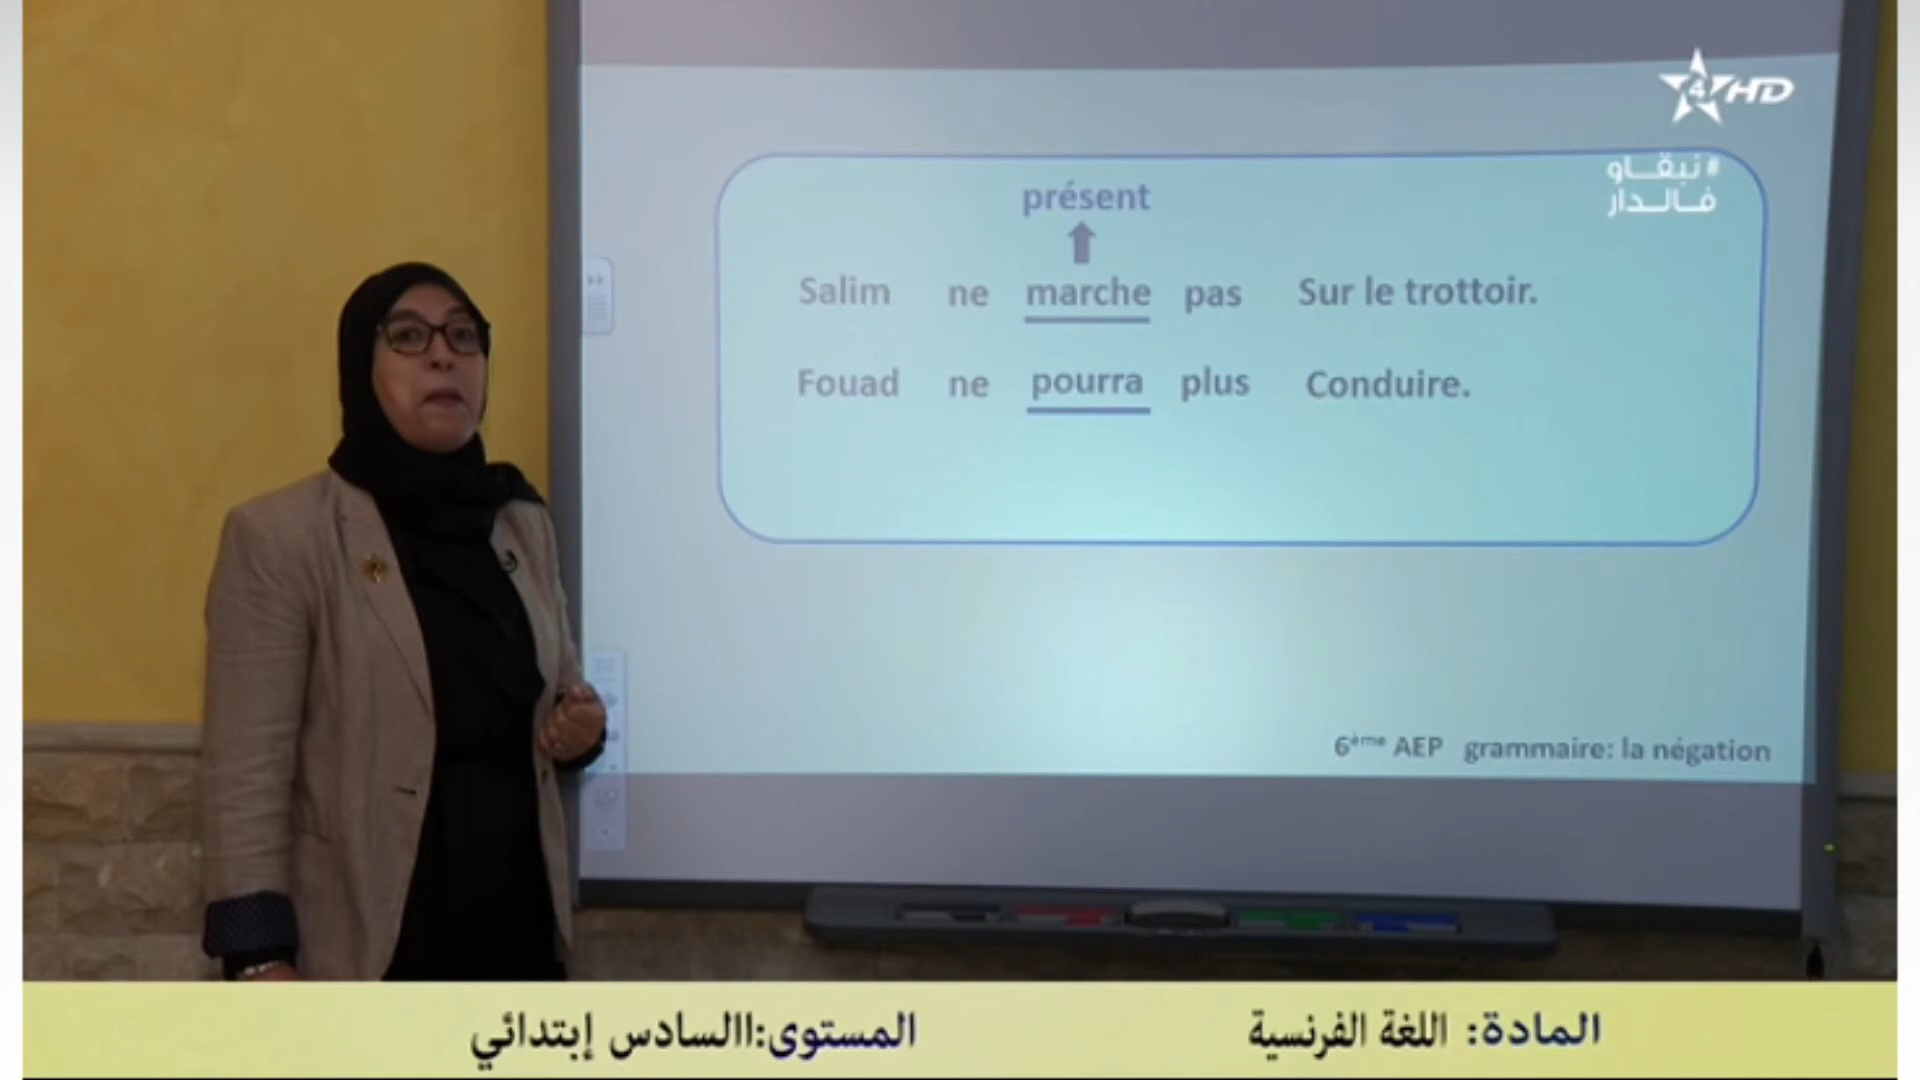 4 HD
#نبقاو
فالدار
présent
Salim ne marche pas Sur le trottoir.
Fouad ne pourra plus Conduire.
6ème AEP grammaire: la négation
المادة: اللغة الفرنسية
المستوى:االسادس إبتدائي